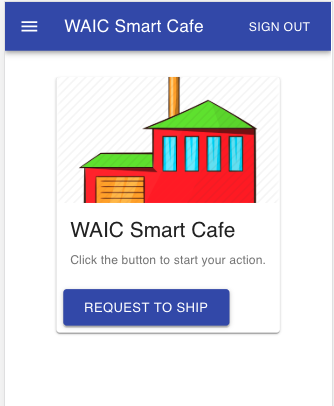 WAIC Smart Cafe
SIGN OUT
WAIC Smart Cafe
Click the button to start your action.
REQUEST TO SHIP